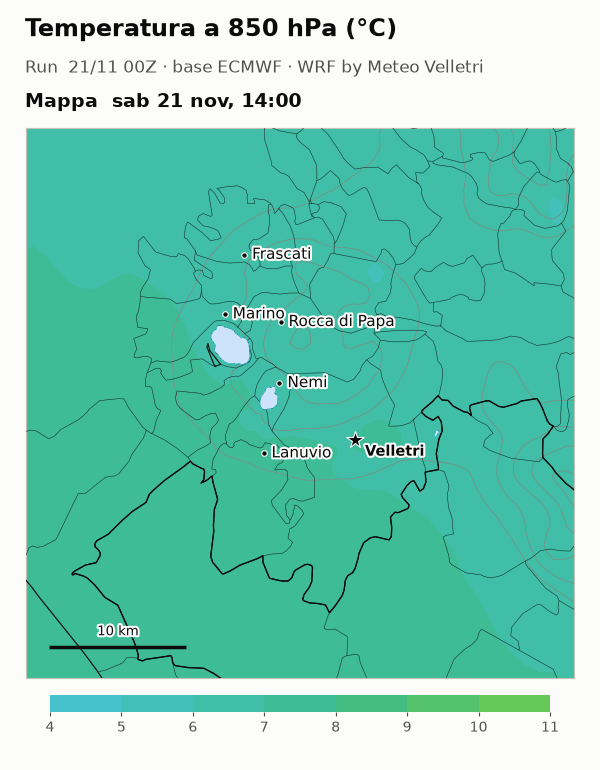 Temperatura a 850 hPa (°C)
Run  21/11 00Z · base ECMWF · WRF by Meteo Velletri
Mappa  sab 21 nov, 14:00
Frascati
Marino
Rocca di Papa
Nemi
Velletri
Lanuvio
10 km
4 5 6 7 8 9 10 11